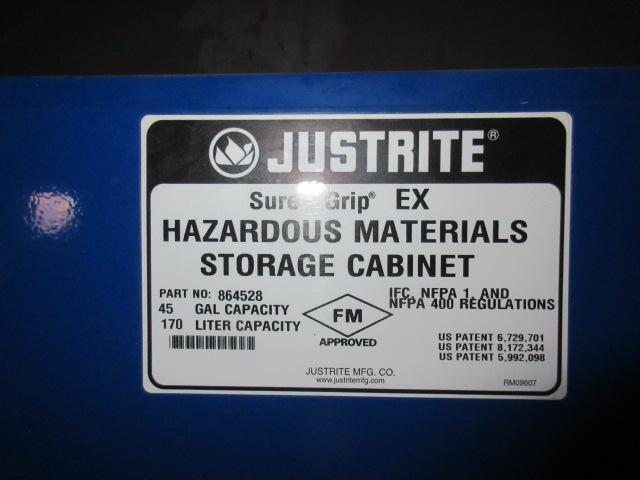 JUSTRITE®
Sure-Grip® EX
HAZARDOUS MATERIALS
STORAGE CABINET
PART NO: 864528
45 GAL CAPACITY
170 LITER CAPACITY
FM
APPROVED
IFC, NFPA 1, AND
NFPA 400 REGULATIONS
US PATENT 6,729,701
US PATENT 8,172,344
US PATENT 5,992,098
JUSTRITE MFG. CO.
www.justritemfg.com
RM09607